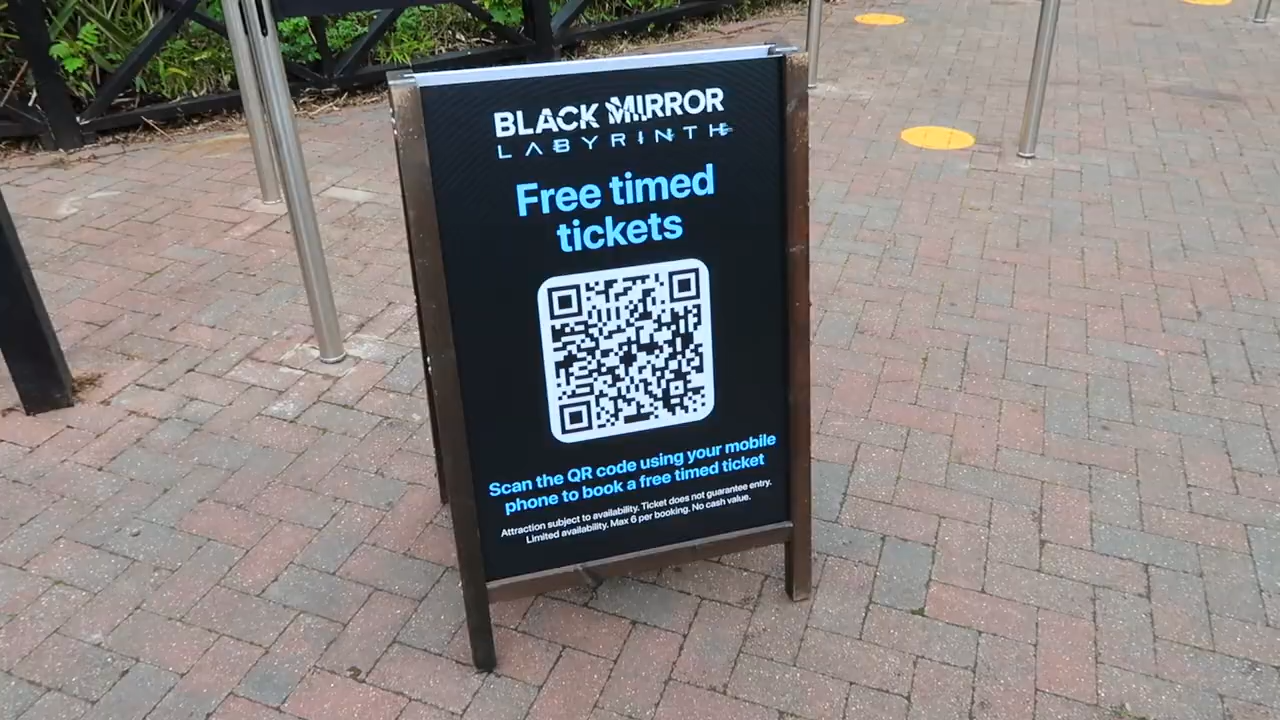 BLACK MIRROR
LABYRINTH
Free timed
tickets
Scan the QR code using your mobile
phone to book a free timed ticket
Attraction subject to availability. Ticket does not guarantee entry.
Limited availability. Max 6 per booking. No cash value.